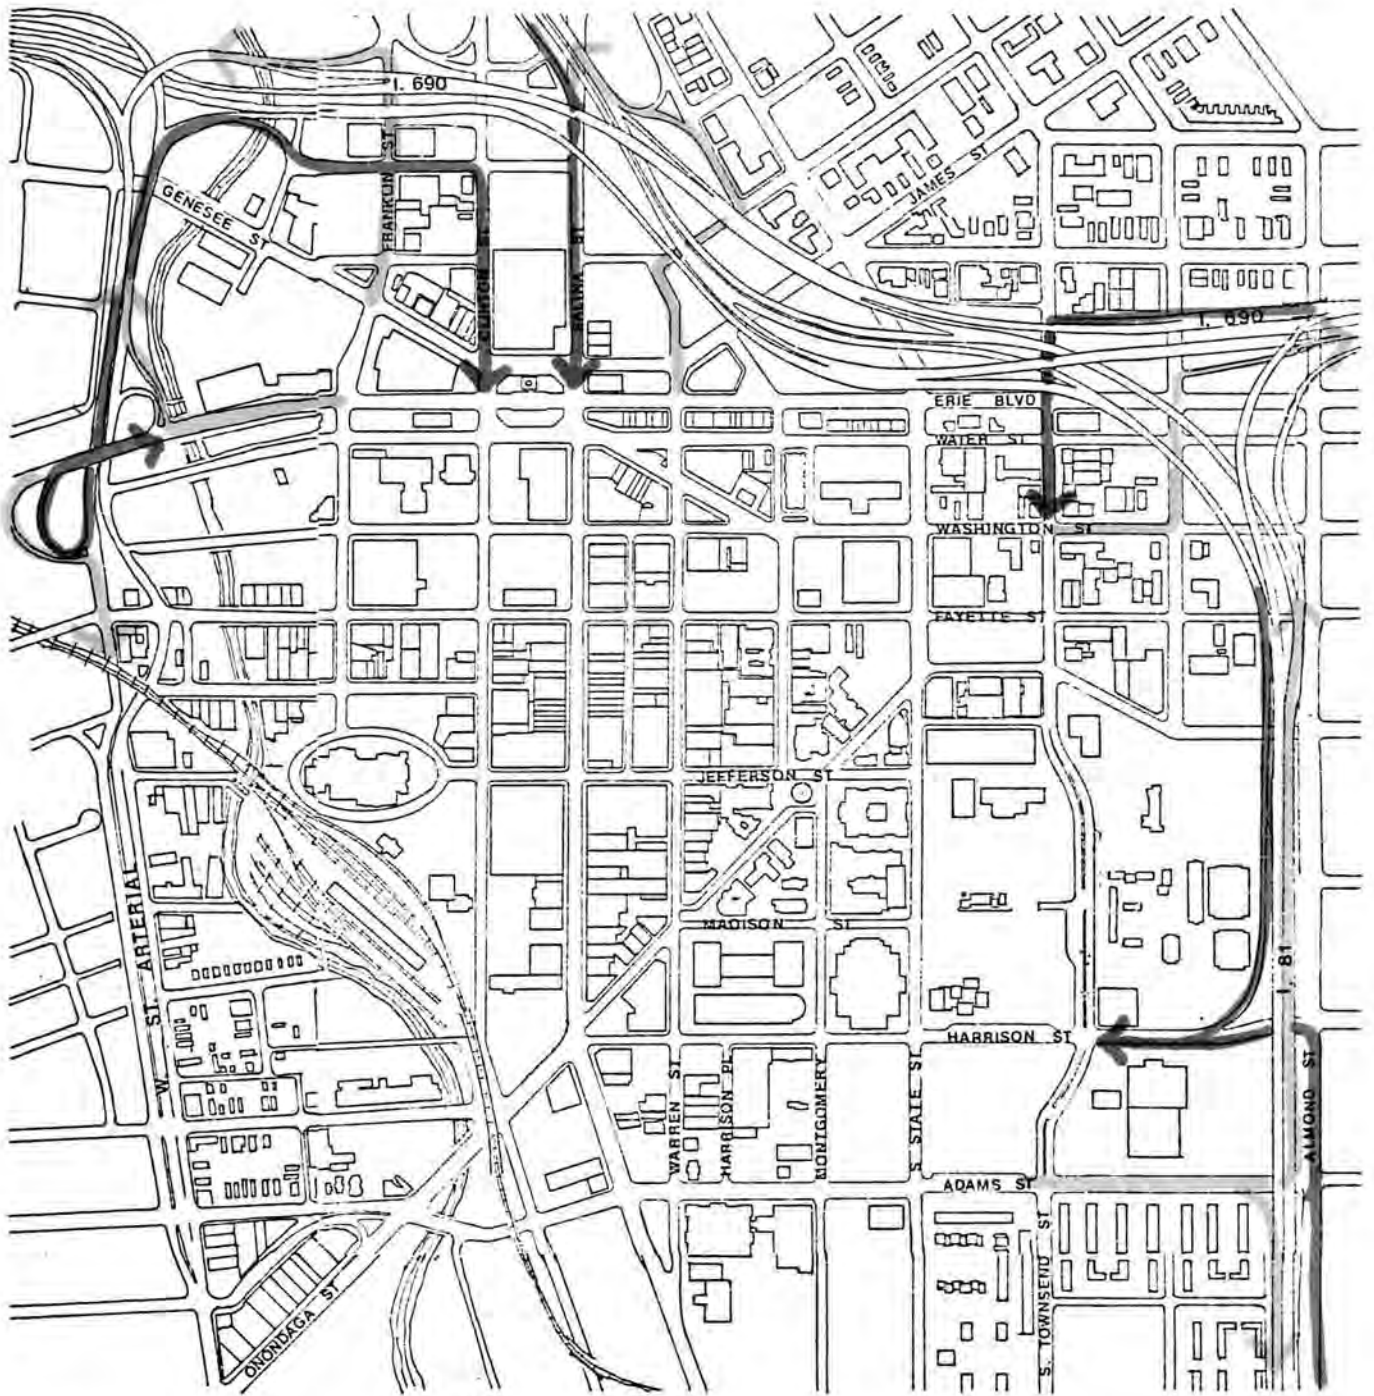 I. 690
FRANKLIN ST
JAMES ST
GENESEE ST
CLINTON ST
SALINA ST
I. 690
ERIE BLVD
WATER ST
WASHINGTON ST
FAYETTE ST
JEFFERSON ST
W. ST ARTERIAL
MADISON ST
I. 81
HARRISON ST
WARREN ST
HARRISON PL
MONTGOMERY
S. STATE ST
ALMOND ST
ADAMS ST
S. TOWNSEND ST
ONONDAGA ST